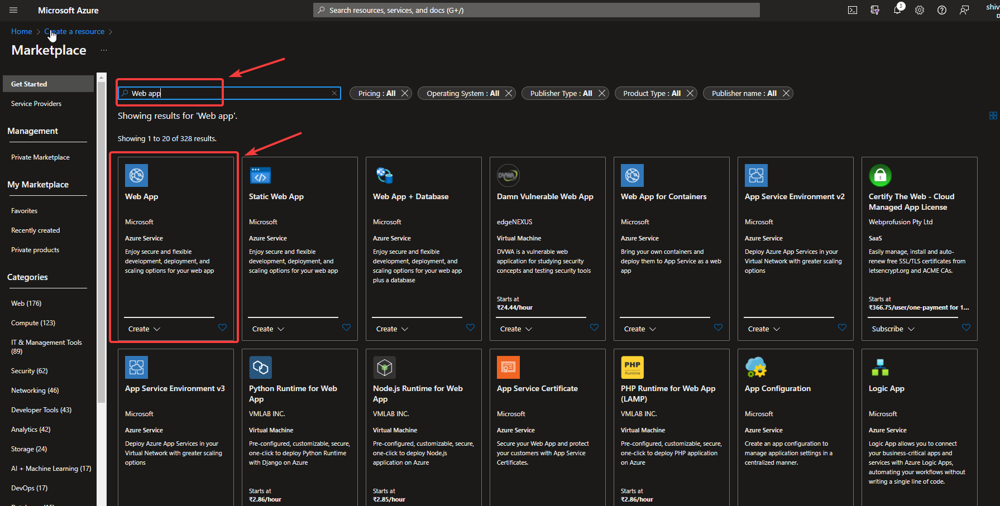 Microsoft Azure
Search resources, services, and docs (G+/)
3
shiv
Home > Create a resource >
Marketplace ...
Get Started
Service Providers
Management
Private Marketplace
My Marketplace
Favorites
Recently created
Private products
Categories
Web (176)
Compute (123)
IT & Management Tools
(89)
Security (62)
Networking (46)
Developer Tools (43)
Analytics (42)
Storage (24)
AI + Machine Learning (17)
DevOps (17)
Web app
Pricing : All
Operating System : All
Publisher Type : All
Product Type : All
Publisher name : All
Showing results for 'Web app'.
Showing 1 to 20 of 328 results.
Web App
Microsoft
Azure Service
Enjoy secure and flexible
development, deployment, and
scaling options for your web app
Create
Static Web App
Microsoft
Azure Service
Enjoy secure and flexible
development, deployment, and
scaling options for your web app
Create
Web App + Database
Microsoft
Azure Service
Enjoy secure and flexible
development, deployment, and
scaling options for your web app
plus a database
Create
DVWA
Damn Vulnerable Web App
edgeNEXUS
Virtual Machine
DVWA is a vulnerable web
application for studying security
concepts and testing security tools
Starts at
₹24.44/hour
Create
Web App for Containers
Microsoft
Azure Service
Bring your own containers and
deploy them to App Service as a web
app
Create
App Service Environment v2
Microsoft
Azure Service
Deploy Azure App Services in your
Virtual Network with greater scaling
options
Create
Certify The Web - Cloud
Managed App License
Webprofusion Pty Ltd
SaaS
Easily manage, install and auto-
renew free SSL/TLS certificates from
letsencrypt.org and ACME CAs.
Starts at
₹366.75/user/one-payment for 1...
Subscribe
App Service Environment v3
Microsoft
Azure Service
Deploy Azure App Services in your
Virtual Network with greater scaling
options
Python Runtime for Web
App
VMLAB INC.
Virtual Machine
Pre-configured, customizable, secure,
one-click to deploy Python Runtime
with Django on Azure
Starts at
₹2.86/hour
Node.js Runtime for Web
App
VMLAB INC.
Virtual Machine
Pre-configured, customizable, secure,
one-click to deploy Node.js
application on Azure
Starts at
₹2.85/hour
App Service Certificate
Microsoft
Azure Service
Secure your Web App and protect
your customers with App Service
Certificates.
PHP
Runtime
PHP Runtime for Web App
(LAMP)
VMLAB INC.
Virtual Machine
Pre-configured, customizable, secure,
one-click to deploy PHP application
on Azure
Starts at
₹2.86/hour
App Configuration
Microsoft
Azure Service
Create an app configuration to
manage application settings in a
centralized manner.
Logic App
Microsoft
Azure Service
Logic App allows you to connect
your business-critical apps and
services with Azure Logic Apps,
automating your workflows without
writing a single line of code.